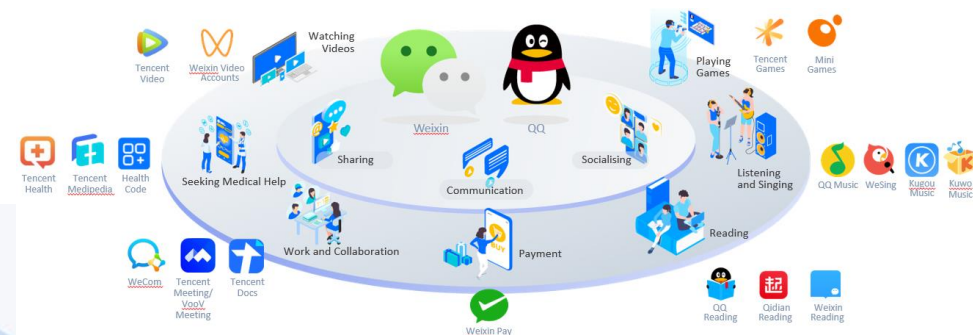 Watching
Videos
Tencent
Video
Weixin Video
Accounts
Playing
Games
Tencent
Games
Mini
Games
Weixin
QQ
Sharing
Socialising
Communication
Tencent
Health
Tencent
Medipedia
Health
Code
Seeking Medical Help
Listening
and Singing
QQ Music
WeSing
Kugou
Music
Kuwo
Music
Work and Collaboration
Payment
BUY
Reading
WeCom
Tencent
Meeting/
VooV
Meeting
Tencent
Docs
Weixin Pay
QQ
Reading
起
Qidian
Reading
Weixin
Reading
K